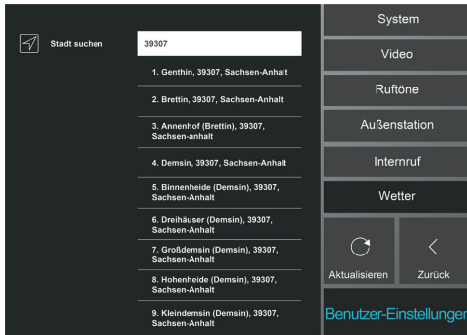 Stadt suchen
39307
1. Genthin, 39307, Sachsen-Anhalt
2. Brettin, 39307, Sachsen-Anhalt
3. Annenhof (Brettin), 39307,
Sachsen-anhalt
4. Demsin, 39307, Sachsen-Anhalt
5. Binnenheide (Demsin), 39307,
Sachsen-Anhalt
6. Dreihäuser (Demsin), 39307,
Sachsen-Anhalt
7. Großdemsin (Demsin), 39307,
Sachsen-Anhalt
8. Hohenheide (Demsin), 39307,
Sachsen-Anhalt
9. Kleindemsin (Demsin), 39307,
Sachsen-Anhalt
System
Video
Ruftöne
Außenstation
Internruf
Wetter
Aktualisieren
Zurück
Benutzer-Einstellunger